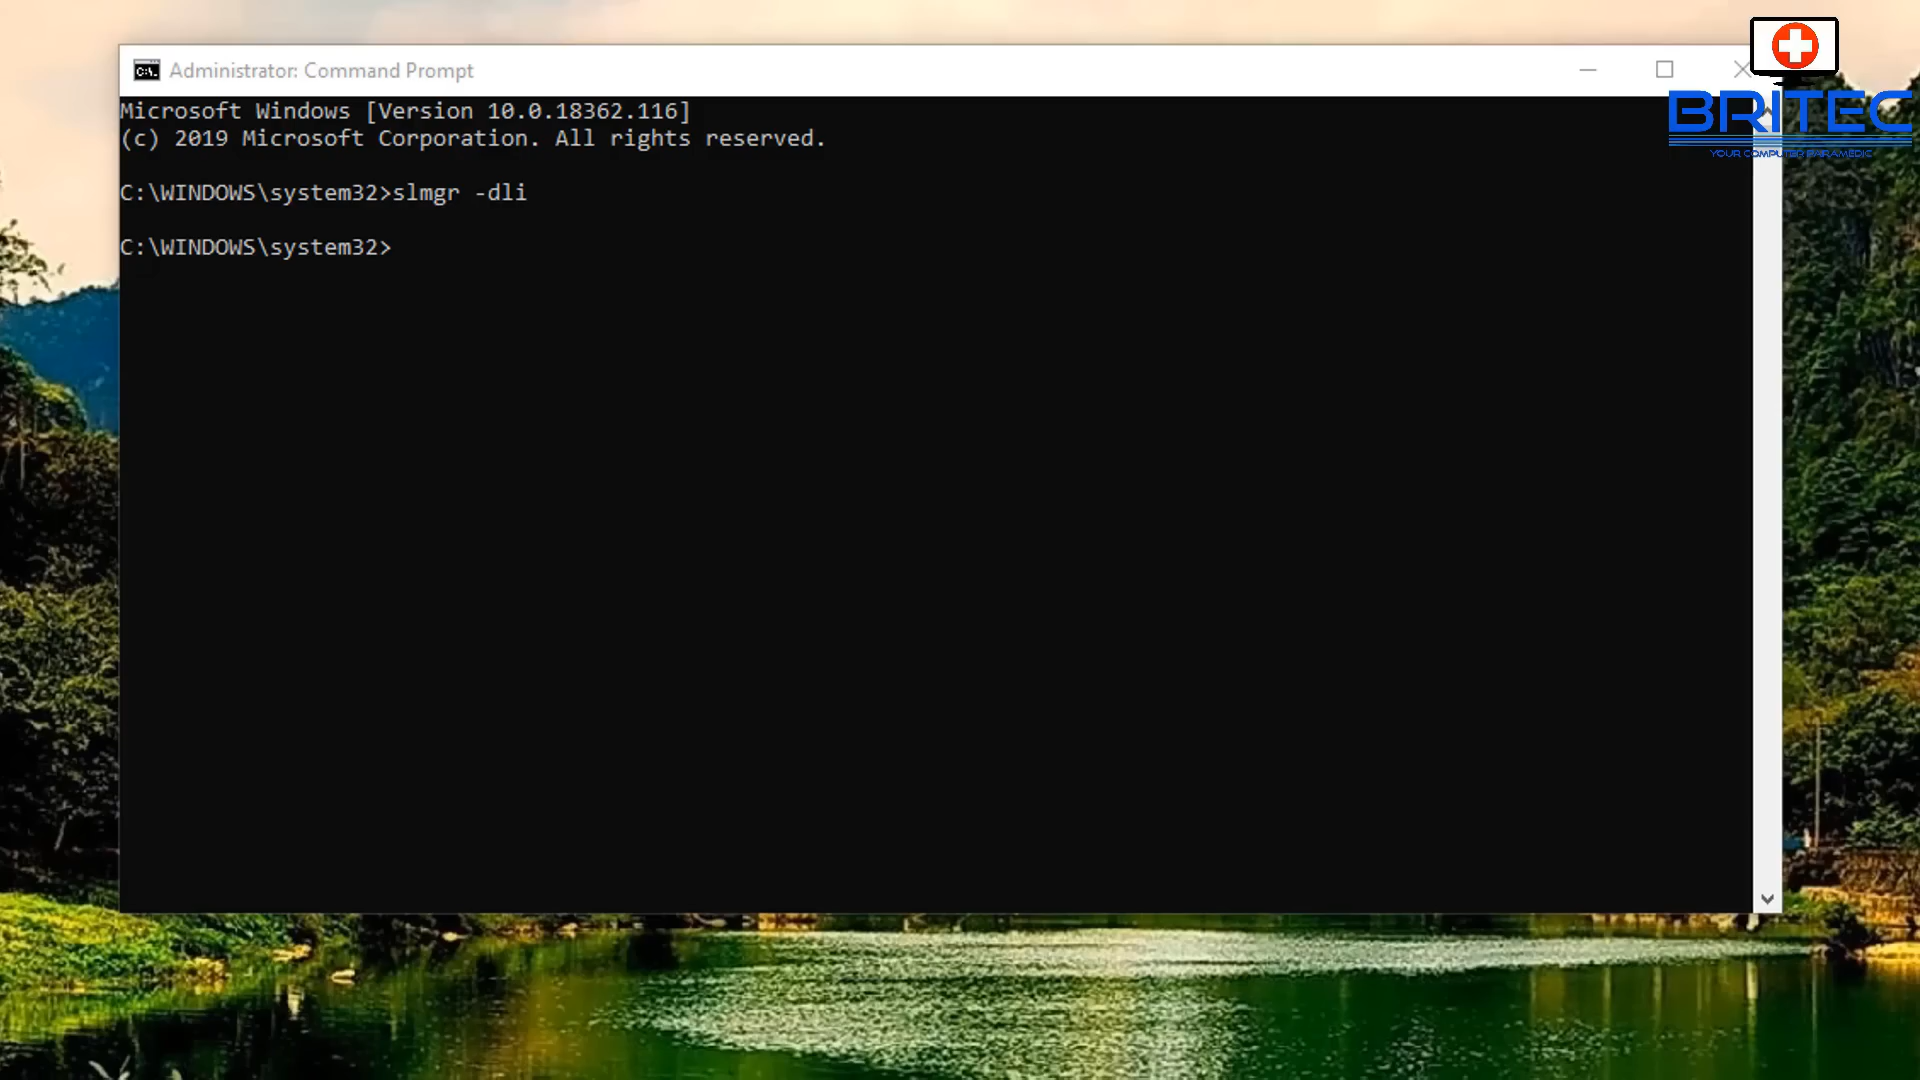 Administrator: Command Prompt
Microsoft Windows [Version 10.0.18362.116]
(c) 2019 Microsoft Corporation. All rights reserved.
C:\WINDOWS\system32>slmgr -dli
C:\WINDOWS\system32>
BRITEC
YOUR COMPUTER PARAMEDIC